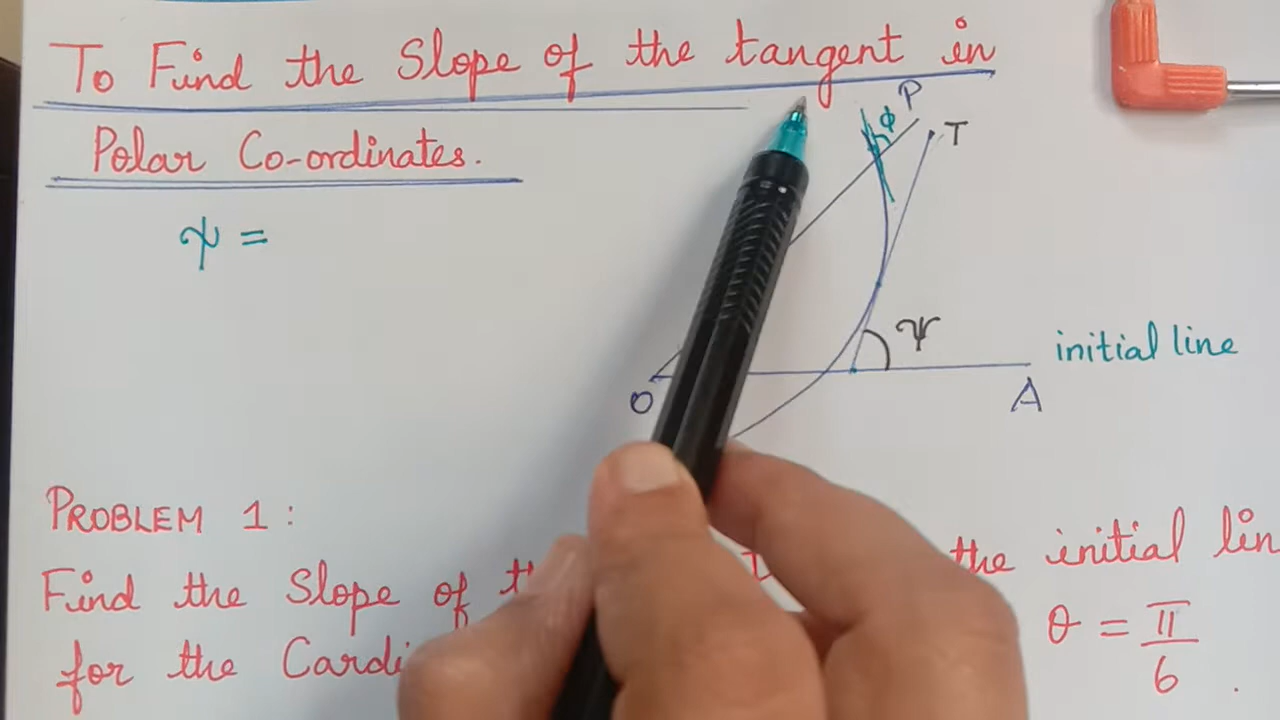 To Find the Slope of the tangent in
Polar Co-ordinates.
ψ =
P
ϕ
T
ψ
initial line
O
A
PROBLEM 1 :
Find the Slope of the initial lin
for the Cardi θ = π/6 .